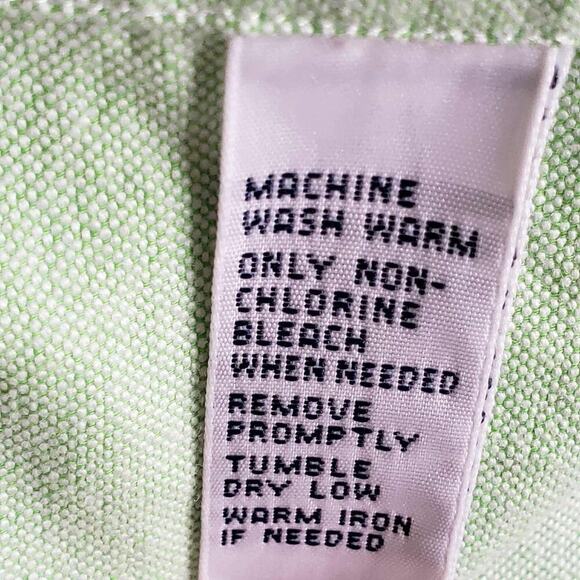 MACHINE
WASH WARM
ONLY NON-
CHLORINE
BLEACH
WHEN NEEDED
REMOVE
PROMPTLY
TUMBLE
DRY LOW
WARM IRON
IF NEEDED